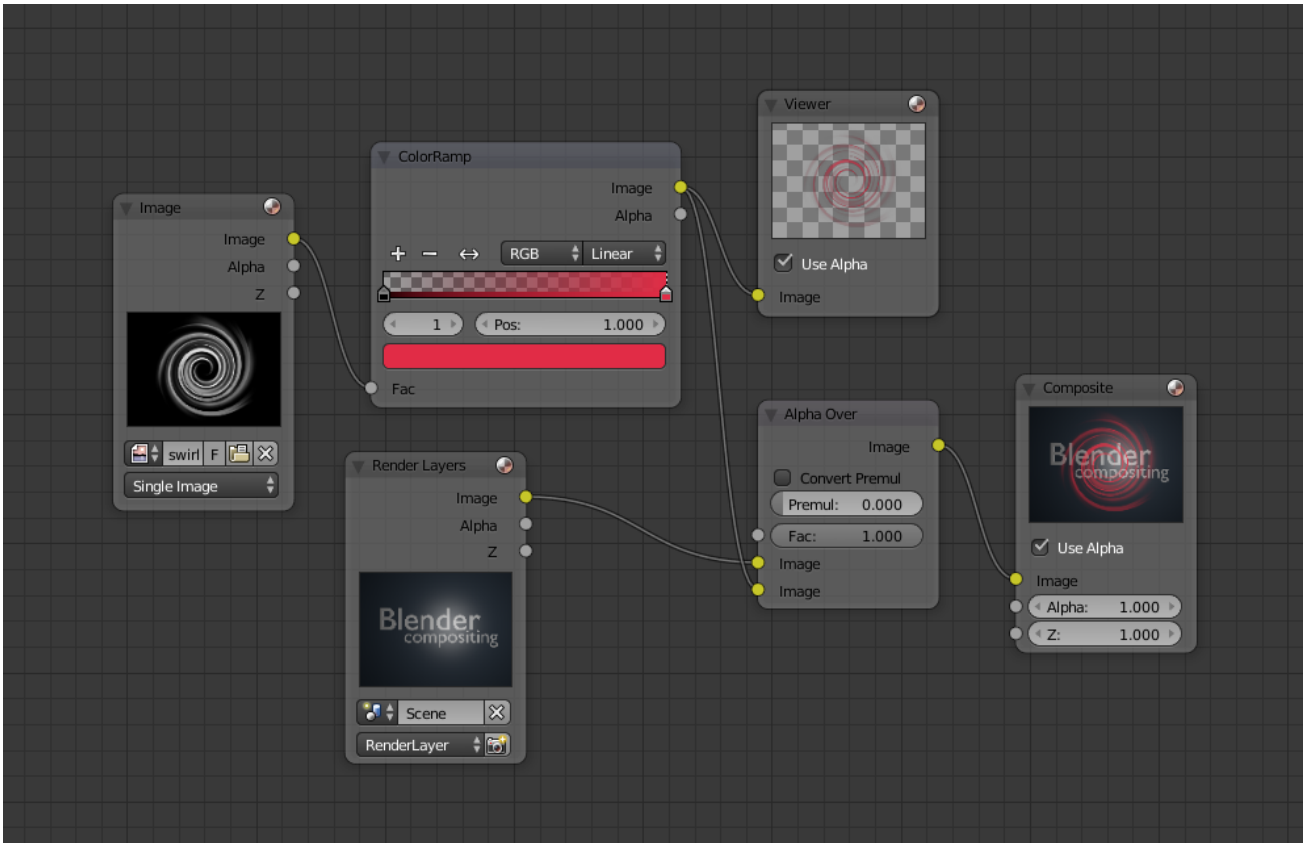 Image
Image
Alpha
Z
swirl F
Single Image
ColorRamp
Image
Alpha
RGB Linear
1 Pos: 1.000
Fac
Render Layers
Image
Alpha
Z
Blender
compositing
Scene
RenderLayer
Viewer
Use Alpha
Image
Alpha Over
Image
Convert Premul
Premul: 0.000
Fac: 1.000
Image
Image
Composite
Blender
compositing
Use Alpha
Image
Alpha: 1.000
Z: 1.000